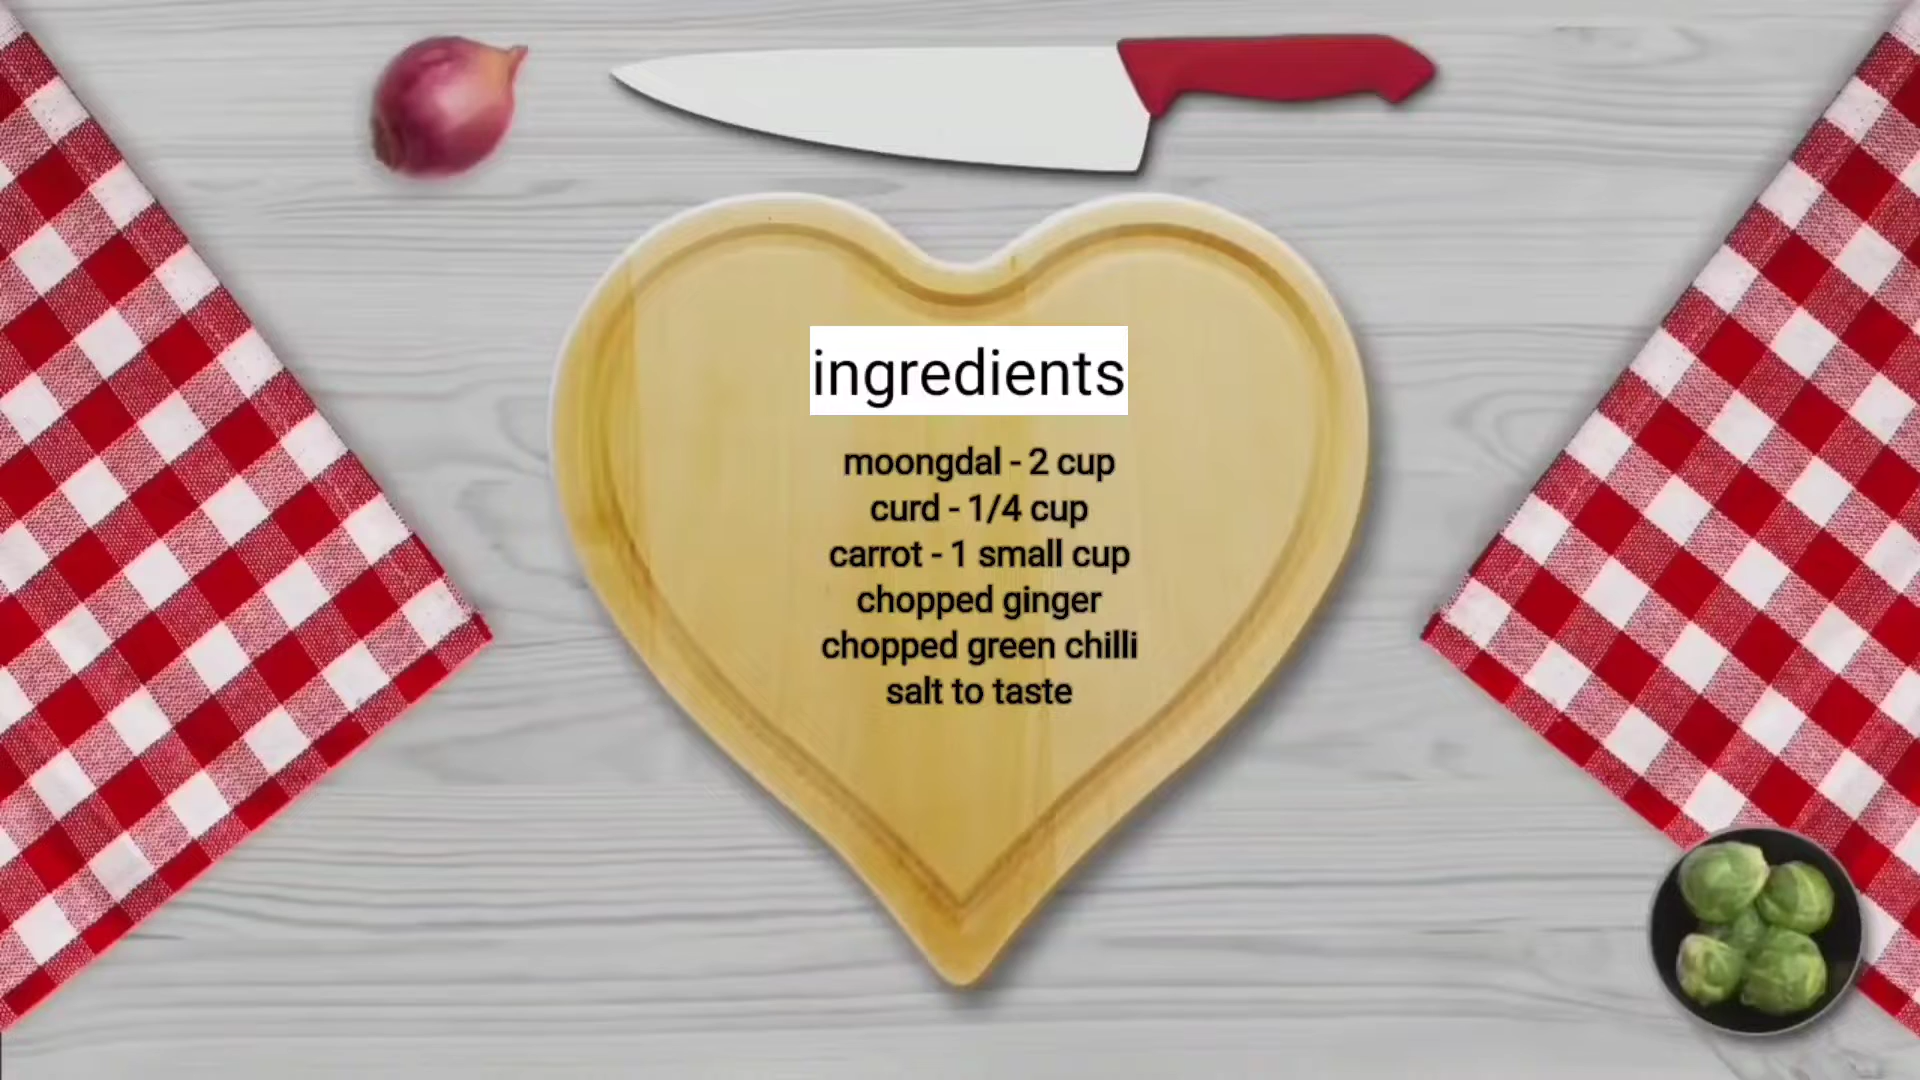 ingredients
moongdal - 2 cup
curd - 1/4 cup
carrot - 1 small cup
chopped ginger
chopped green chilli
salt to taste